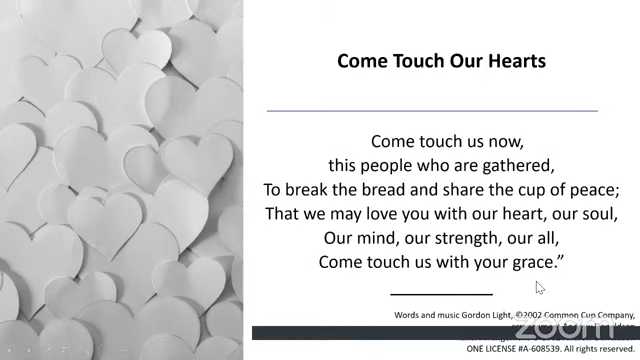 Come Touch Our Hearts
Come touch us now,
this people who are gathered,
To break the bread and share the cup of peace;
That we may love you with our heart, our soul,
Our mind, our strength, our all,
Come touch us with your grace.”
Words and music Gordon Light, ©2002 Common Cup Company,
zoom
ONE LICENSE #A-608539. All rights reserved.